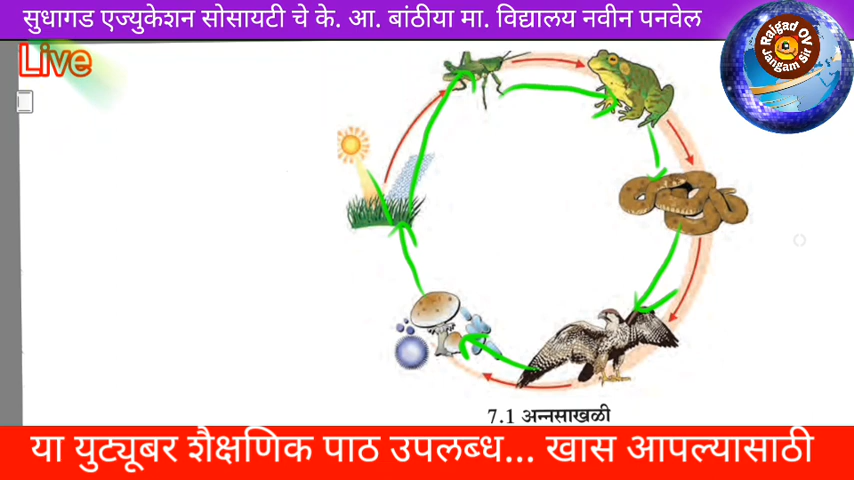 सुधागड एज्युकेशन सोसायटी चे के. आ. बांठीया मा. विद्यालय नवीन पनवेल
Live
Raigad OV
Jangam Sir
7.1 अन्नसाखळी
या युट्यूबर शैक्षणिक पाठ उपलब्ध... खास आपल्यासाठी